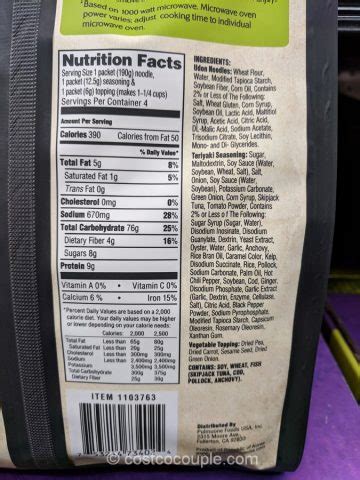 ¹Based on 1000 watt microwave. Microwave oven
power varies; adjust cooking time to individual
microwave oven.
Nutrition Facts
Serving Size 1 packet (190g) noodle,
1 packet (12.5g) seasoning &
1 packet (6g) topping (makes 1-1/4 cups)
Servings Per Container 4
Amount Per Serving
Calories 390 Calories from Fat 50
% Daily Value*
Total Fat 5g 8%
Saturated Fat 1g 5%
Trans Fat 0g
Cholesterol 0mg 0%
Sodium 670mg 28%
Total Carbohydrate 76g 25%
Dietary Fiber 4g 16%
Sugars 8g
Protein 9g
Vitamin A 0% • Vitamin C 0%
Calcium 6% • Iron 15%
*Percent Daily Values are based on a 2,000
calorie diet. Your daily values may be higher
or lower depending on your calorie needs:
Calories: 2,000 2,500
Total Fat Less than 65g 80g
Saturated Fat Less than 20g 25g
Cholesterol Less than 300mg 300mg
Sodium Less than 2,400mg 2,400mg
Potassium 3,500mg 3,500mg
Total Carbohydrate 300g 375g
Dietary Fiber 25g 30g
INGREDIENTS:
Udon Noodles: Wheat Flour,
Water, Modified Tapioca Starch,
Soybean Fiber, Corn Oil, Contains
2% or Less of The Following:
Salt, Wheat Gluten, Corn Syrup,
Soybean Oil, Lactic Acid, Maltitol
Syrup, Acetic Acid, Citric Acid,
DL-Malic Acid, Sodium Acetate,
Trisodium Citrate, Soy Lecithin,
Mono- and Di- Glycerides.
Teriyaki Seasoning: Sugar,
Maltodextrin, Soy Sauce (Water,
Soybean, Wheat, Salt), Salt,
Onion, Soy Sauce (Water,
Soybean), Potassium Carbonate,
Green Onion, Corn Syrup, Skipjack
Tuna, Tomato Powder, Contains
2% or Less of The Following:
Sugar Syrup (Sugar, Water),
Disodium Inosinate, Disodium
Guanylate, Dextrin, Yeast Extract,
Oyster, Water, Garlic, Anchovy,
Rice Bran Oil, Caramel Color, Kelp,
Disodium Succinate, Rice, Pollock,
Sodium Carbonate, Palm Oil, Hot
Chili Pepper, Soybean, Cod, Ginger,
Disodium Phosphate, Garlic Extract
(Garlic, Dextrin, Enzyme, Cellulose,
Salt), Citric Acid, Black Pepper
Powder, Sodium Pyrophosphate,
Modified Tapioca Starch, Capsicum
Oleoresin, Rosemary Oleoresin,
Xanthan Gum.
Vegetable Topping: Dried Pea,
Dried Carrot, Sesame Seed, Dried
Green Onion.
CONTAINS: SOY, WHEAT, FISH
(SKIPJACK TUNA, COD,
POLLOCK, ANCHOVY).
ITEM 1103763
Distributed By
Pulmuone Foods USA, Inc.
2315 Moore Ave.,
Fullerton, CA 92833
Product of Republic of Korea
© costcocouple.com